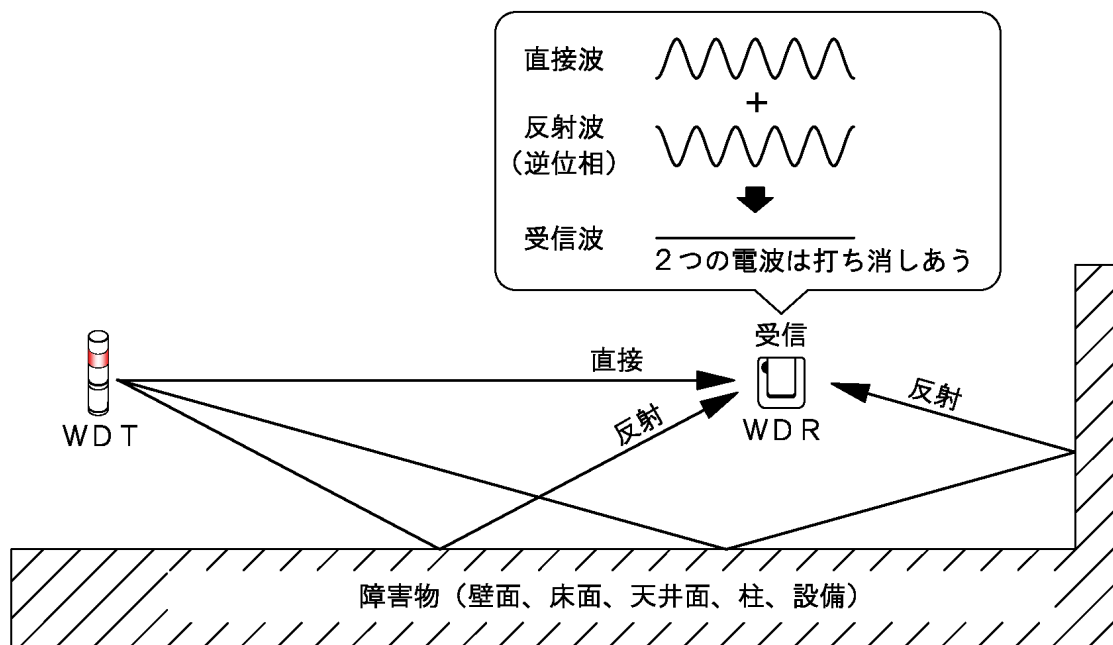 直接波
+
反射波
（逆位相）
受信波
２つの電波は打ち消しあう
受信
直接
反射
反射
ＷＤＴ
ＷＤＲ
障害物（壁面、床面、天井面、柱、設備）